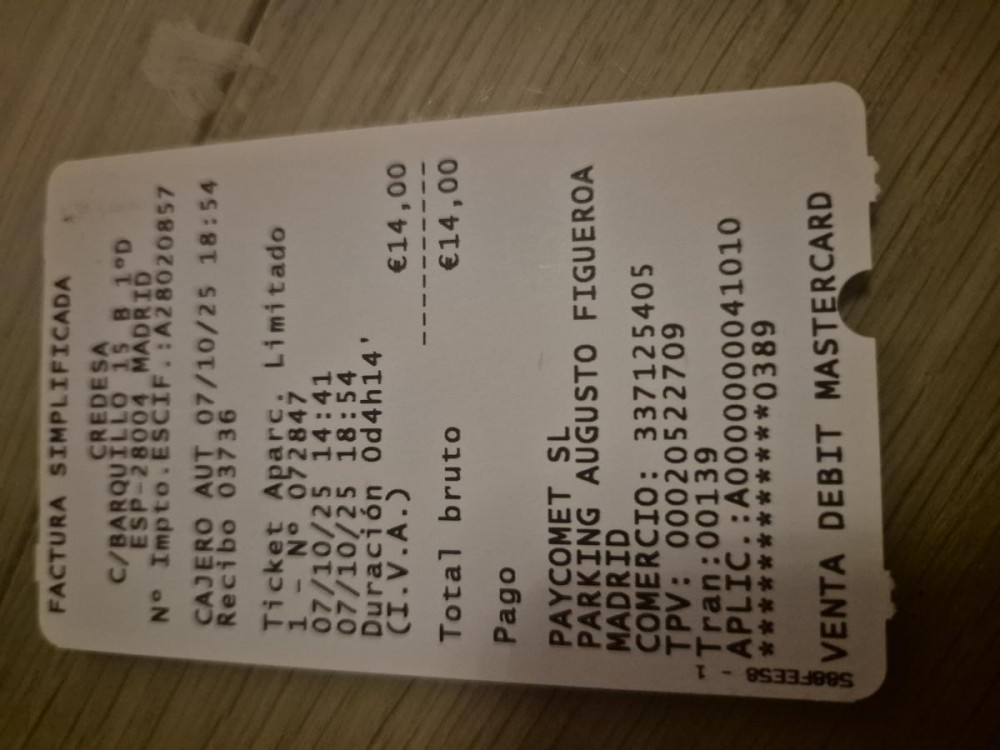 FACTURA SIMPLIFICADA
CREDESA
C/BARQUILLO 15 B 1ºD
ESP-28004 MADRID
Nº Impto.ESCIF.:A28020857
CAJERO AUT 07/10/25 18:54
Recibo 03736
Ticket Aparc. Limitado
1 - Nº 072847
07/10/25 14:41
07/10/25 18:54
Duración 0d4h14'
(I.V.A.) €14,00
----------
Total bruto €14,00
Pago
PAYCOMET SL
PARKING AUGUSTO FIGUEROA
MADRID
COMERCIO: 337125405
TPV: 00020522709
Tran:00139
APLIC.:A0000000041010
************0389
VENTA DEBIT MASTERCARD